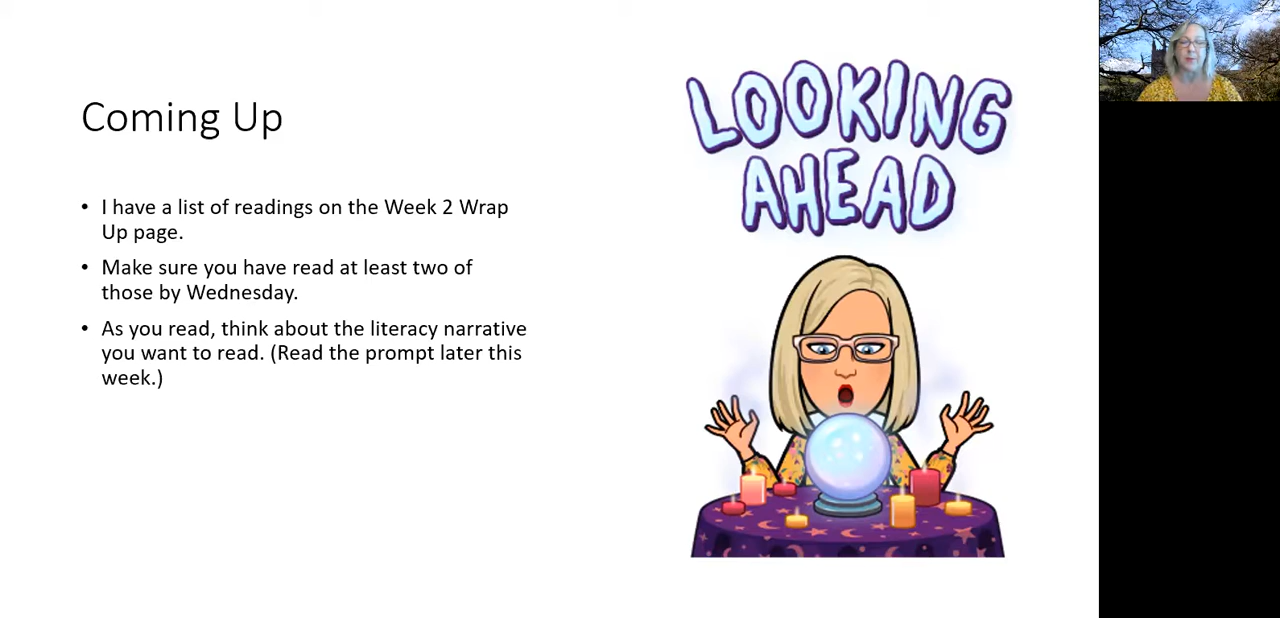 Coming Up
• I have a list of readings on the Week 2 Wrap
Up page.
• Make sure you have read at least two of
those by Wednesday.
• As you read, think about the literacy narrative
you want to read. (Read the prompt later this
week.)
LOOKING
AHEAD